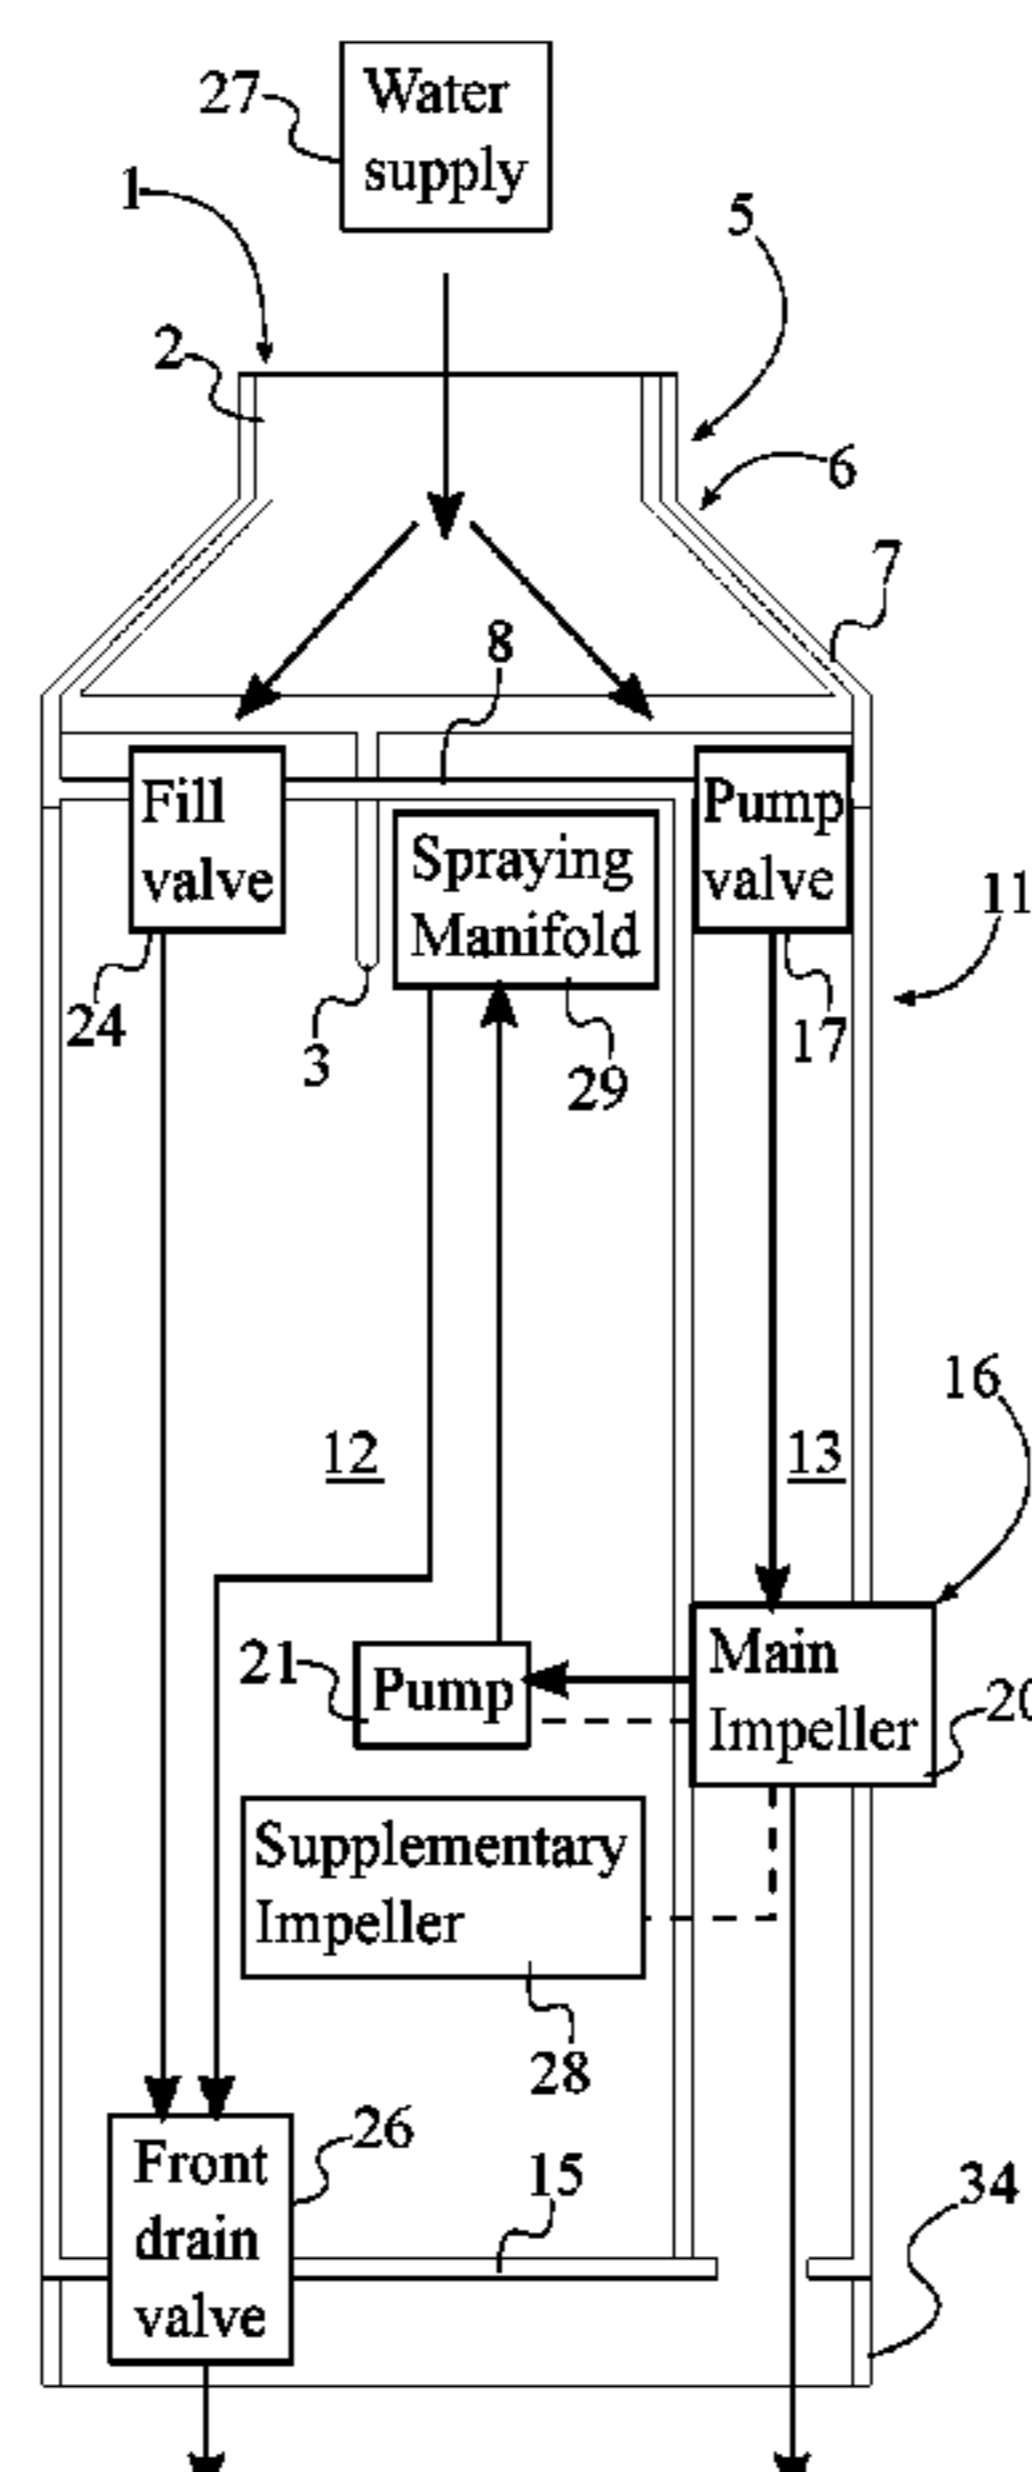 27
Water
supply
1
5
2
6
7
8
Fill
valve
Pump
valve
Spraying
Manifold
11
24
3
29
17
16
12
13
21
Pump
Main
Impeller
20
Supplementary
Impeller
28
26
Front
drain
valve
15
34